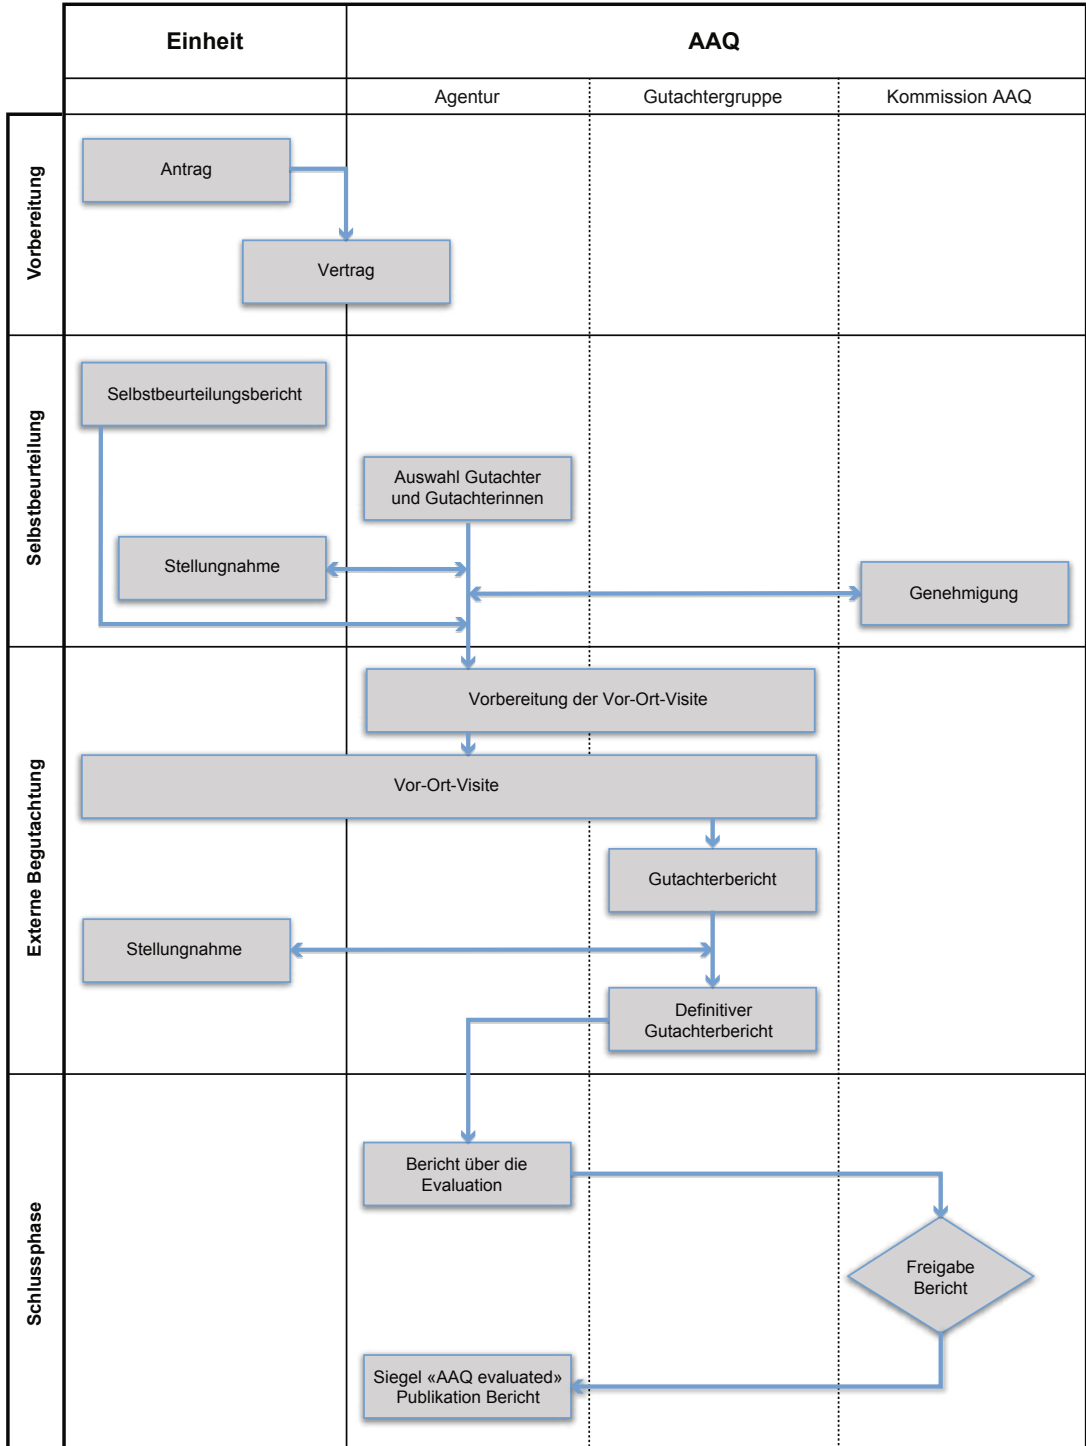 Einheit
AAQ
Agentur
Gutachtergruppe
Kommission AAQ
Vorbereitung
Antrag
Vertrag
Selbstbeurteilung
Selbstbeurteilungsbericht
Auswahl Gutachter
und Gutachterinnen
Stellungnahme
Genehmigung
Externe Begutachtung
Vorbereitung der Vor-Ort-Visite
Vor-Ort-Visite
Gutachterbericht
Stellungnahme
Definitiver
Gutachterbericht
Schlussphase
Bericht über die
Evaluation
Freigabe
Bericht
Siegel «AAQ evaluated»
Publikation Bericht